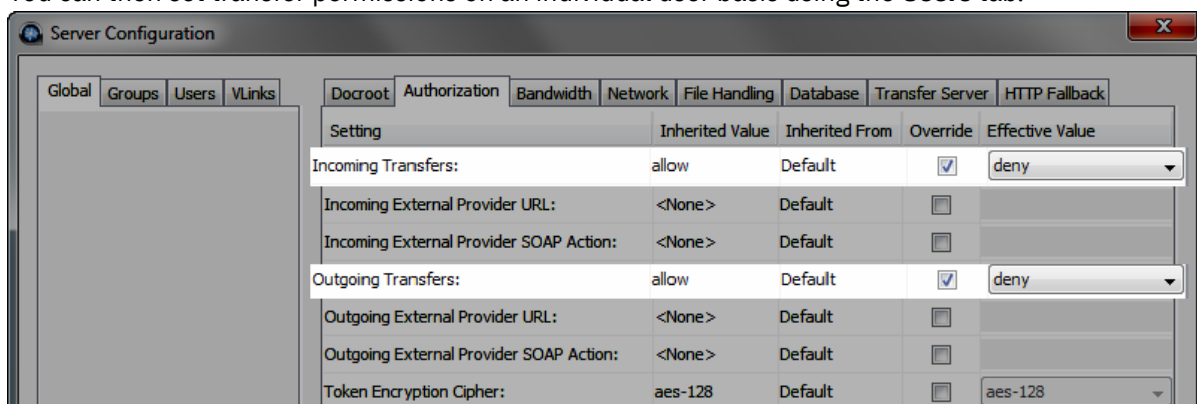 You can then set transfer permissions on an individual user basis using the Users tab.
Server Configuration
Global Groups Users VLinks
Docroot Authorization Bandwidth Network File Handling Database Transfer Server HTTP Fallback
Setting Inherited Value Inherited From Override Effective Value
Incoming Transfers: allow Default deny
Incoming External Provider URL: <None> Default
Incoming External Provider SOAP Action: <None> Default
Outgoing Transfers: allow Default deny
Outgoing External Provider URL: <None> Default
Outgoing External Provider SOAP Action: <None> Default
Token Encryption Cipher: aes-128 Default aes-128